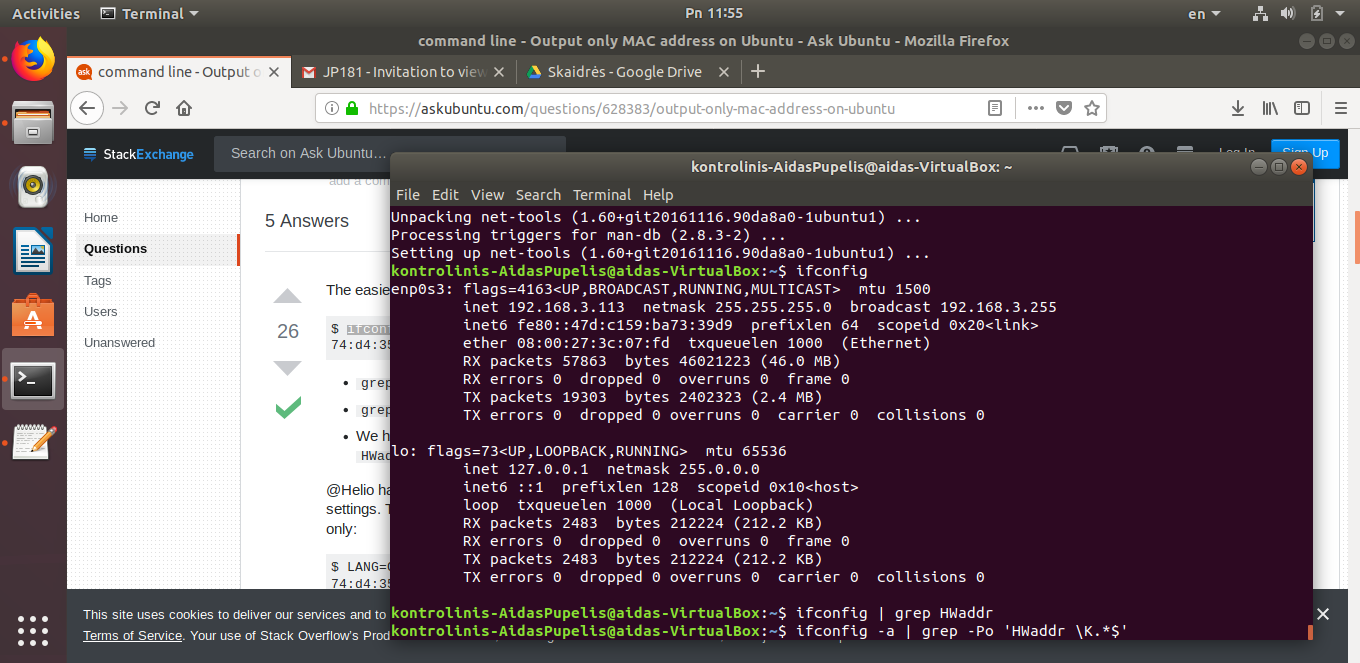 Activities Terminal Pn 11:55 en
command line - Output only MAC address on Ubuntu - Ask Ubuntu - Mozilla Firefox
ask command line - Output o JP181 - Invitation to view Skaidrės - Google Drive
https://askubuntu.com/questions/628383/output-only-mac-address-on-ubuntu
StackExchange Search on Ask Ubuntu… Log In Sign Up
kontrolinis-AidasPupelis@aidas-VirtualBox: ~
File Edit View Search Terminal Help
add a com
5 Answers
Home
Questions
Tags
Users
Unanswered
The easie
26
$ ifconf
74:d4:35
grep
grep
We h
HWad
@Helio ha
settings. T
only:
$ LANG=C
74:d4:35
Unpacking net-tools (1.60+git20161116.90da8a0-1ubuntu1) ...
Processing triggers for man-db (2.8.3-2) ...
Setting up net-tools (1.60+git20161116.90da8a0-1ubuntu1) ...
kontrolinis-AidasPupelis@aidas-VirtualBox:~$ ifconfig
enp0s3: flags=4163<UP,BROADCAST,RUNNING,MULTICAST>  mtu 1500
        inet 192.168.3.113  netmask 255.255.255.0  broadcast 192.168.3.255
        inet6 fe80::47d:c159:ba73:39d9  prefixlen 64  scopeid 0x20<link>
        ether 08:00:27:3c:07:fd  txqueuelen 1000  (Ethernet)
        RX packets 57863  bytes 46021223 (46.0 MB)
        RX errors 0  dropped 0  overruns 0  frame 0
        TX packets 19303  bytes 2402323 (2.4 MB)
        TX errors 0  dropped 0 overruns 0  carrier 0  collisions 0
lo: flags=73<UP,LOOPBACK,RUNNING>  mtu 65536
        inet 127.0.0.1  netmask 255.0.0.0
        inet6 ::1  prefixlen 128  scopeid 0x10<host>
        loop  txqueuelen 1000  (Local Loopback)
        RX packets 2483  bytes 212224 (212.2 KB)
        RX errors 0  dropped 0  overruns 0  frame 0
        TX packets 2483  bytes 212224 (212.2 KB)
        TX errors 0  dropped 0 overruns 0  carrier 0  collisions 0
kontrolinis-AidasPupelis@aidas-VirtualBox:~$ ifconfig | grep HWaddr
kontrolinis-AidasPupelis@aidas-VirtualBox:~$ ifconfig -a | grep -Po 'HWaddr \K.*$'
This site uses cookies to deliver our services and to
Terms of Service. Your use of Stack Overflow's Prod